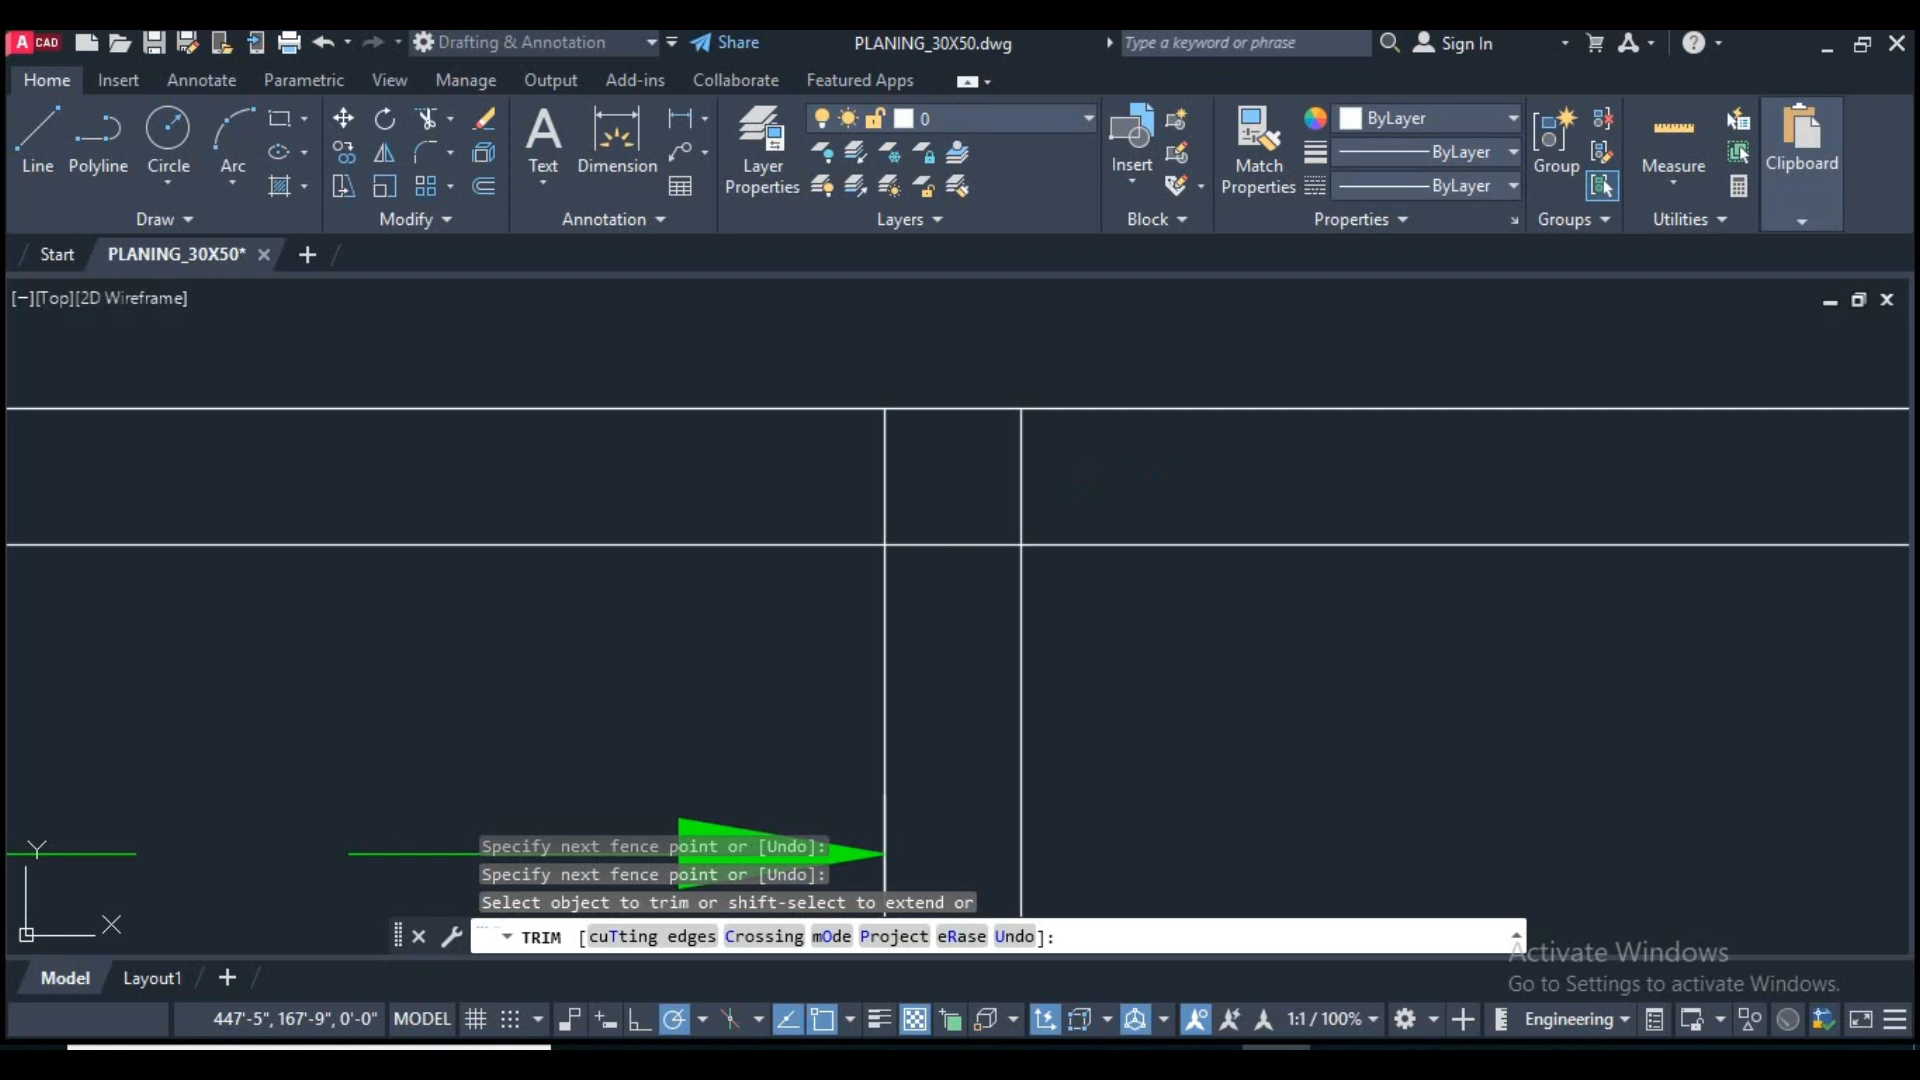 A CAD Drafting & Annotation Share PLANING_30X50.dwg Type a keyword or phrase Sign In
Home Insert Annotate Parametric View Manage Output Add-ins Collaborate Featured Apps
Line Polyline Circle Arc Text Dimension Layer Properties 0 Insert Match Properties ByLayer ByLayer ByLayer Group Measure Clipboard
Draw Modify Annotation Layers Block Properties Groups Utilities
Start PLANING_30X50*
[−][Top][2D Wireframe]
Specify next fence point or [Undo]:
Specify next fence point or [Undo]:
Select object to trim or shift-select to extend or
Y
X
TRIM [cuTting edges Crossing mOde Project eRase Undo]:
Activate Windows
Go to Settings to activate Windows.
Model Layout1
447'-5", 167'-9", 0'-0" MODEL 1:1 / 100% Engineering